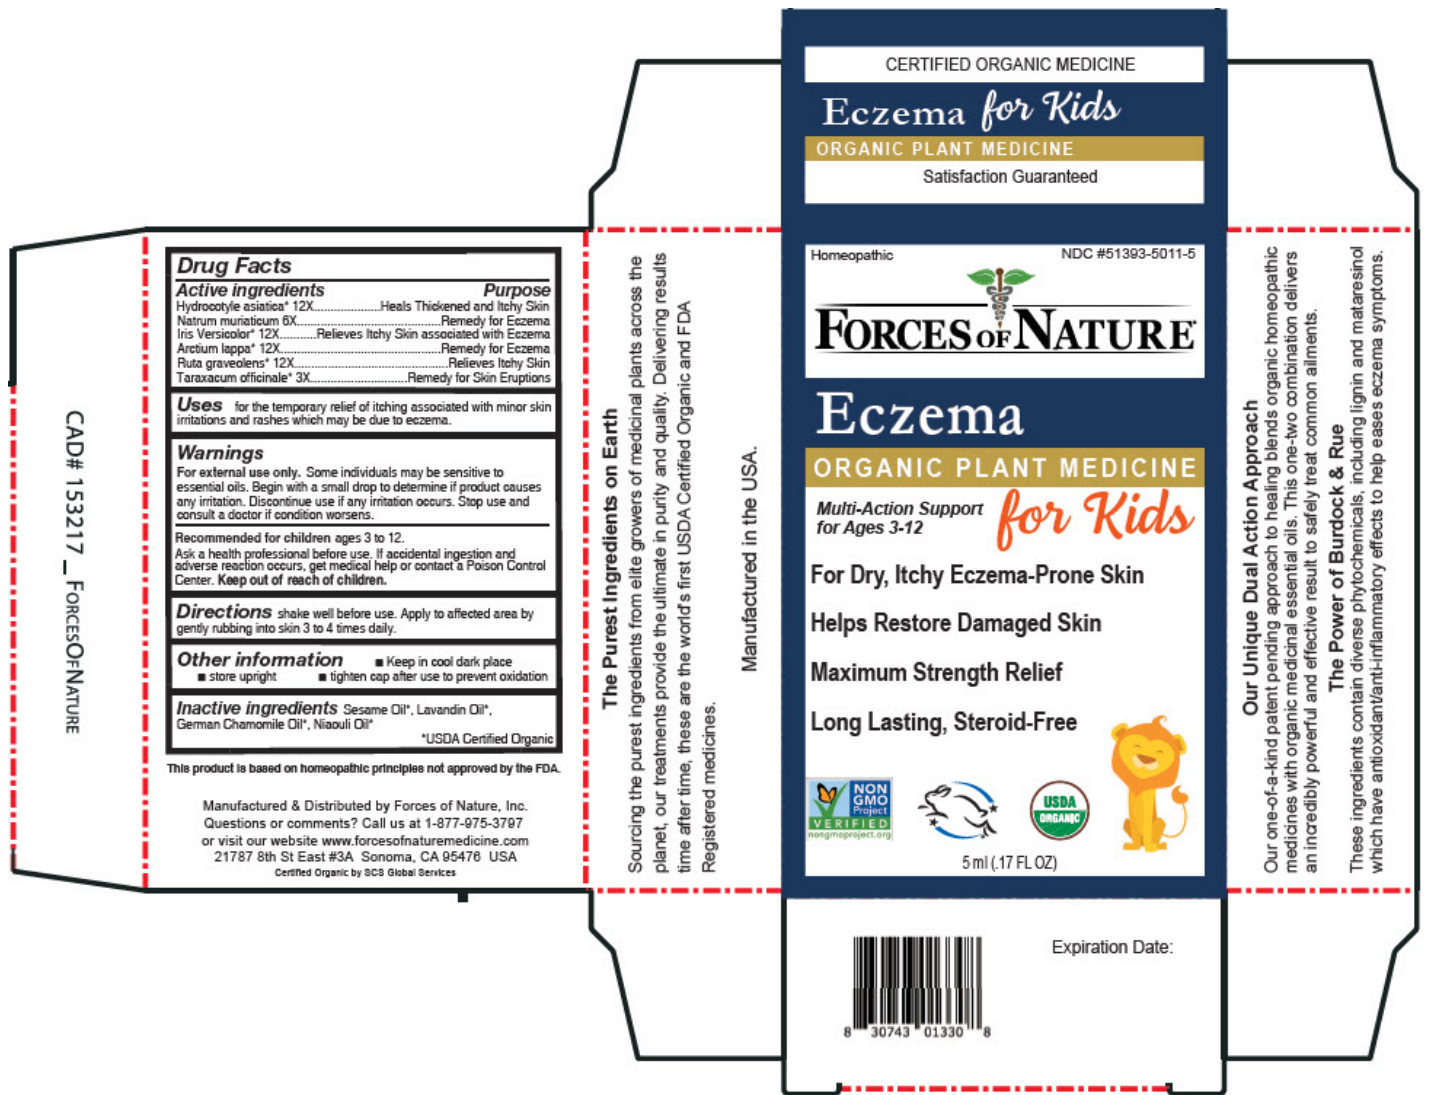 CERTIFIED ORGANIC MEDICINE
Eczema for Kids
ORGANIC PLANT MEDICINE
Satisfaction Guaranteed
Homeopathic NDC #51393-5011-5
FORCES OF NATURE
Eczema
ORGANIC PLANT MEDICINE
Multi-Action Support
for Ages 3-12
for Kids
For Dry, Itchy Eczema-Prone Skin
Helps Restore Damaged Skin
Maximum Strength Relief
Long Lasting, Steroid-Free
NON
GMO
Project
VERIFIED
nongmoproject.org
USDA
ORGANIC
5 ml (.17 FL OZ)
8 30743 01330 8
Expiration Date:
Drug Facts
Active ingredients Purpose
Hydrocotyle asiatica* 12X.....................Heals Thickened and Itchy Skin
Natrum muriaticum 6X.............................................Remedy for Eczema
Iris Versicolor* 12X............Relieves Itchy Skin associated with Eczema
Arctium lappa* 12X..................................................Remedy for Eczema
Ruta graveolens* 12X................................................Relieves Itchy Skin
Taraxacum officinale* 3X...............................Remedy for Skin Eruptions
Uses for the temporary relief of itching associated with minor skin
irritations and rashes which may be due to eczema.
Warnings
For external use only. Some individuals may be sensitive to
essential oils. Begin with a small drop to determine if product causes
any irritation. Discontinue use if any irritation occurs. Stop use and
consult a doctor if condition worsens.
Recommended for children ages 3 to 12.
Ask a health professional before use. If accidental ingestion and
adverse reaction occurs, get medical help or contact a Poison Control
Center. Keep out of reach of children.
Directions shake well before use. Apply to affected area by
gently rubbing into skin 3 to 4 times daily.
Other information ■ Keep in cool dark place
■ store upright ■ tighten cap after use to prevent oxidation
Inactive ingredients Sesame Oil*, Lavandin Oil*,
German Chamomile Oil*, Niaouli Oil*
*USDA Certified Organic
This product is based on homeopathic principles not approved by the FDA.
Manufactured & Distributed by Forces of Nature, Inc.
Questions or comments? Call us at 1-877-975-3797
or visit our website www.forcesofnaturemedicine.com
21787 8th St East #3A Sonoma, CA 95476 USA
Certified Organic by SCS Global Services
CAD# 153217 _ FORCESOFNATURE
The Purest Ingredients on Earth
Sourcing the purest ingredients from elite growers of medicinal plants across the
planet, our treatments provide the ultimate in purity and quality. Delivering results
time after time, these are the world's first USDA Certified Organic and FDA
Registered medicines.
Manufactured in the USA.
Our Unique Dual Action Approach
Our one-of-a-kind patent pending approach to healing blends organic homeopathic
medicines with organic medicinal essential oils. This one-two combination delivers
an incredibly powerful and effective result to safely treat common ailments.
The Power of Burdock & Rue
These ingredients contain diverse phytochemicals, including lignin and mataresinol
which have antioxidant/anti-inflammatory effects to help eases eczema symptoms.